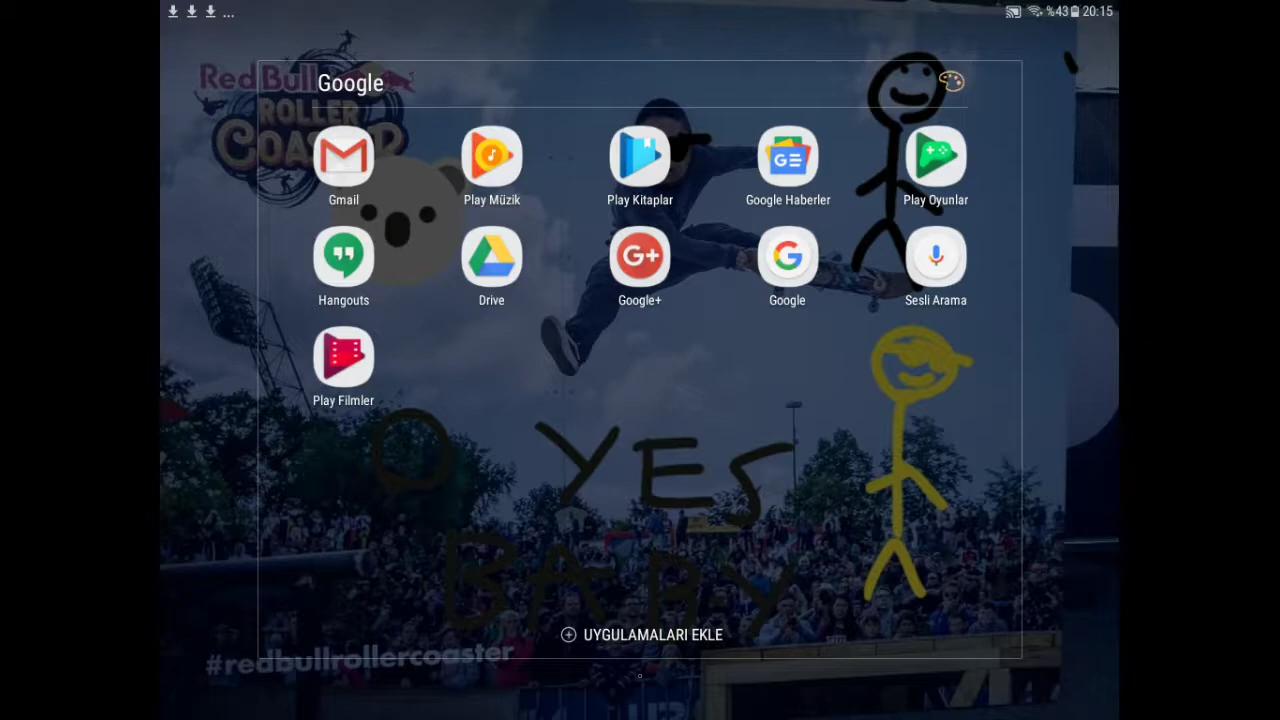 %43 20:15
Red Bull
ROLLER
COASTER
Google
Gmail
Play Müzik
Play Kitaplar
Google Haberler
Play Oyunlar
Hangouts
Drive
Google+
Google
Sesli Arama
Play Filmler
YES
BABY
UYGULAMALARI EKLE
#redbullrollercoaster